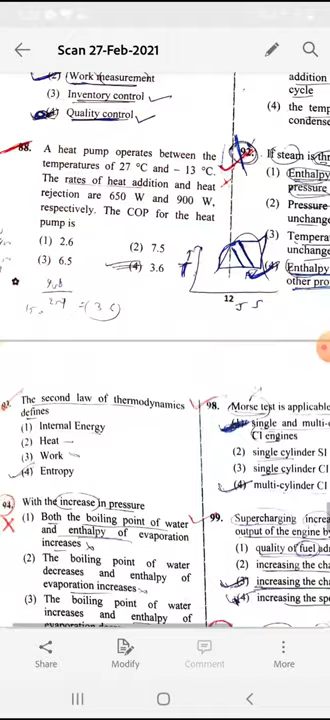 Scan 27-Feb-2021
(2) Work measurement
(3) Inventory control
(4) Quality control
88. A heat pump operates between the
temperatures of 27 °C and – 13 °C.
The rates of heat addition and heat
rejection are 650 W and 900 W,
respectively. The COP for the heat
pump is
(1) 2.6 (2) 7.5
(3) 6.5 (4) 3.6
12
93. The second law of thermodynamics
defines
(1) Internal Energy
(2) Heat
(3) Work
(4) Entropy
94. With the increase in pressure
(1) Both the boiling point of water
and enthalpy of evaporation
increases
(2) The boiling point of water
decreases and enthalpy of
evaporation increases
(3) The boiling point of water
increases and enthalpy of
addition
cycle
(4) the temp
condense
92. If steam is thr
(1) Enthalpy
pressure
(2) Pressure
unchange
(3) Temperat
unchange
(4) Enthalpy
other pro
98. Morse test is applicable
single and multi-c
CI engines
(2) single cylinder SI
(3) single cylinder CI
(4) multi-cylinder CI
99. Supercharging increa
output of the engine by
(1) quality of fuel adn
(2) increasing the cha
(3) increasing the cha
(4) increasing the spe
Share Modify Comment More